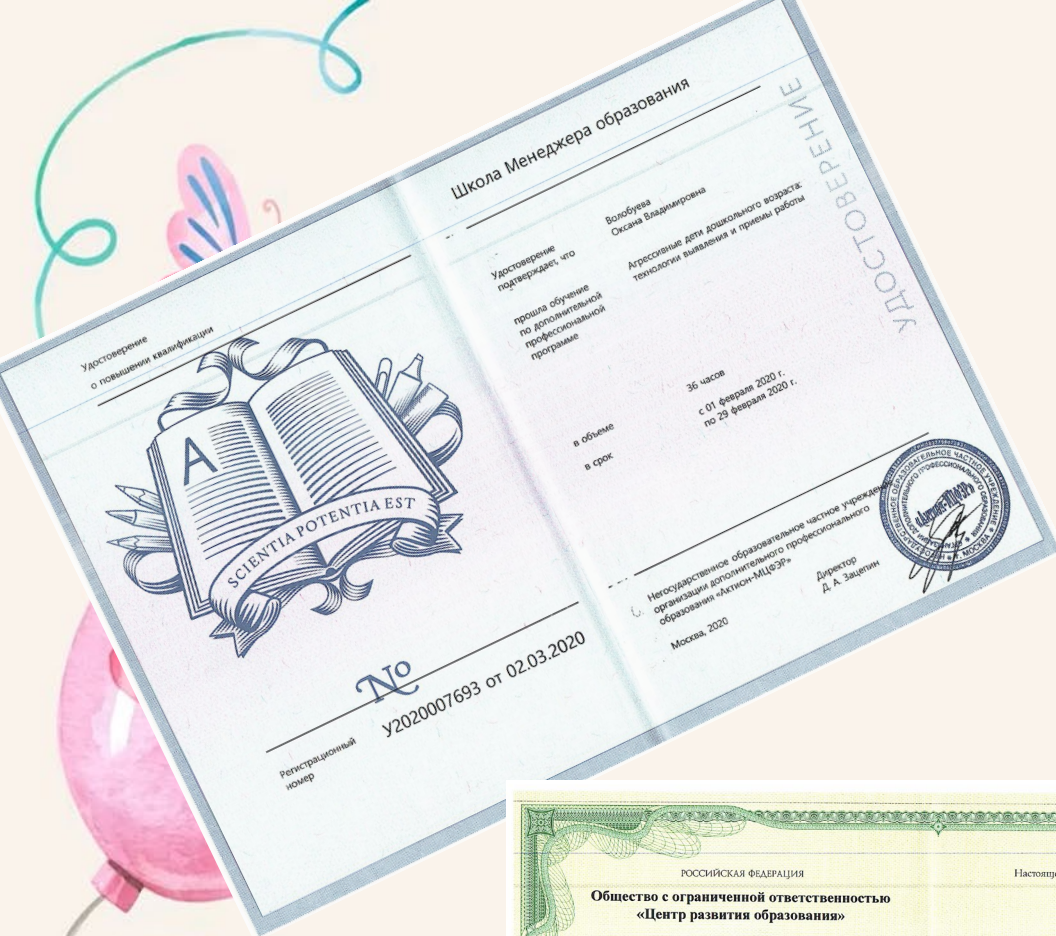 Удостоверение
о повышении квалификации
А
SCIENTIA POTENTIA EST
№
Регистрационный
номер
У2020007693 от 02.03.2020
Школа Менеджера образования
УДОСТОВЕРЕНИЕ
Удостоверение
подтверждает, что
Волобуева
Оксана Владимировна
прошла обучение
по дополнительной
профессиональной
программе
Агрессивные дети дошкольного возраста:
технологии выявления и приемы работы
в объеме
36 часов
в срок
с 01 февраля 2020 г.
по 29 февраля 2020 г.
Негосударственное образовательное частное учреждение
организации дополнительного профессионального
образования «Актион-МЦФЭР»
Директор
Д. А. Зацепин
Москва, 2020
«Актион-МЦФЭР»
МОСКВА
РОССИЙСКАЯ ФЕДЕРАЦИЯ
Общество с ограниченной ответственностью
«Центр развития образования»